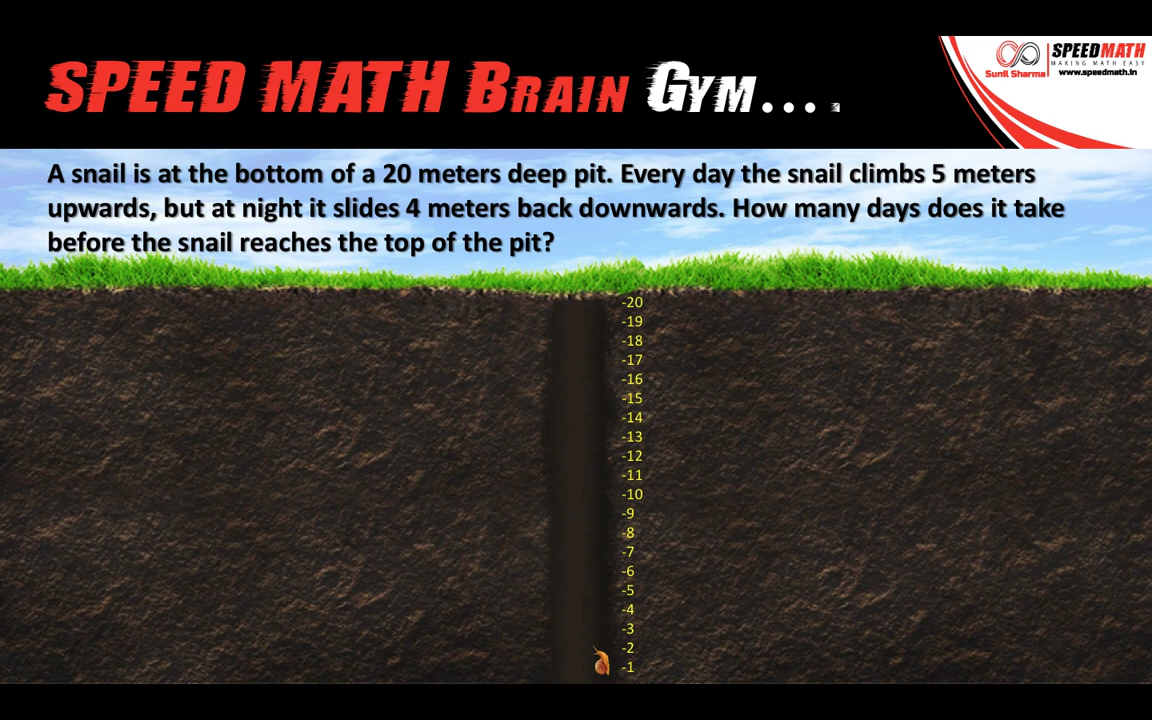 SPEED MATH BRAIN GYM....
Sunil Sharma
SPEEDMATH
MAKING MATH EASY
www.speedmath.in
A snail is at the bottom of a 20 meters deep pit. Every day the snail climbs 5 meters
upwards, but at night it slides 4 meters back downwards. How many days does it take
before the snail reaches the top of the pit?
-20
-19
-18
-17
-16
-15
-14
-13
-12
-11
-10
-9
-8
-7
-6
-5
-4
-3
-2
-1